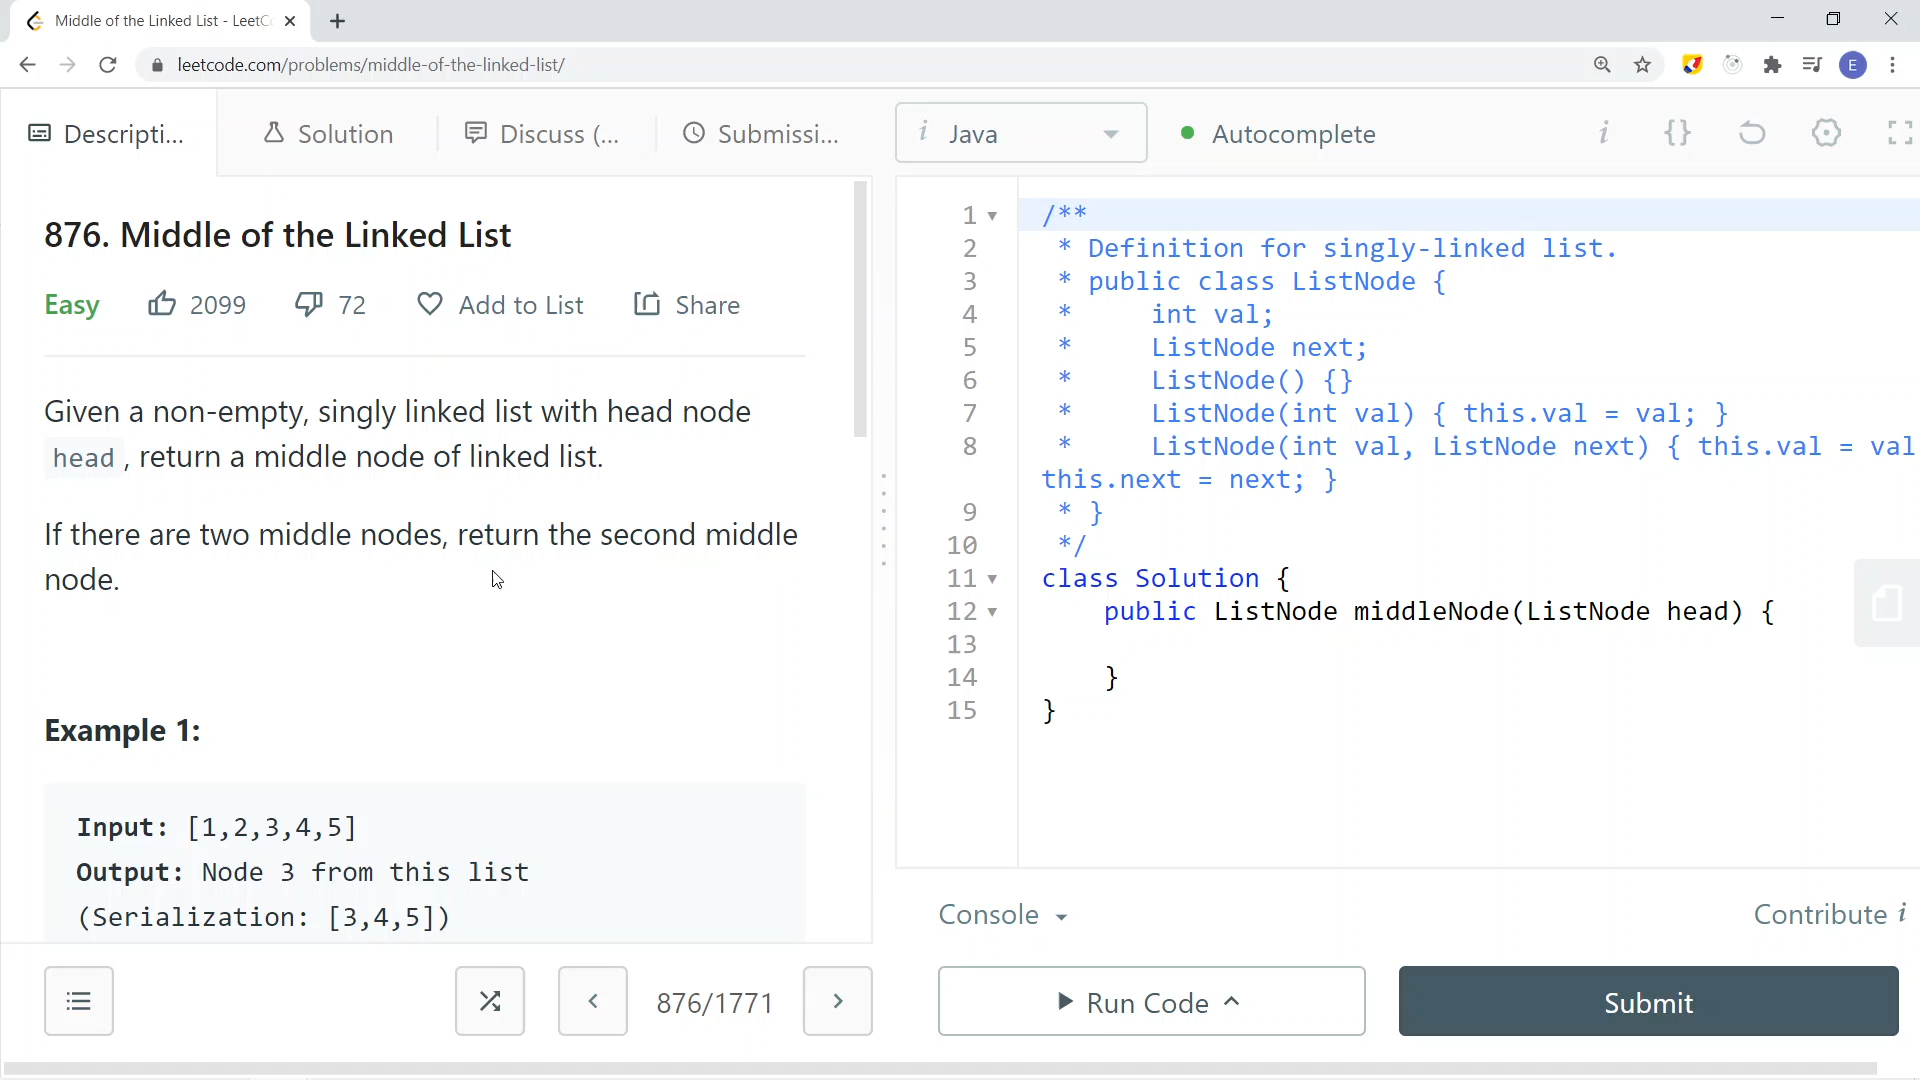 Middle of the Linked List - LeetC
leetcode.com/problems/middle-of-the-linked-list/
E
Descripti...
Solution
Discuss (...
Submissi...
i Java
Autocomplete
i {}
876. Middle of the Linked List
Easy
2099
72
Add to List
Share
Given a non-empty, singly linked list with head node
head , return a middle node of linked list.
If there are two middle nodes, return the second middle
node.
Example 1:
Input: [1,2,3,4,5]
Output: Node 3 from this list
(Serialization: [3,4,5])
876/1771
1 /**
2 * Definition for singly-linked list.
3 * public class ListNode {
4 *     int val;
5 *     ListNode next;
6 *     ListNode() {}
7 *     ListNode(int val) { this.val = val; }
8 *     ListNode(int val, ListNode next) { this.val = val
this.next = next; }
9 * }
10 */
11 class Solution {
12     public ListNode middleNode(ListNode head) {
13
14     }
15 }
Console
Contribute i
Run Code
Submit